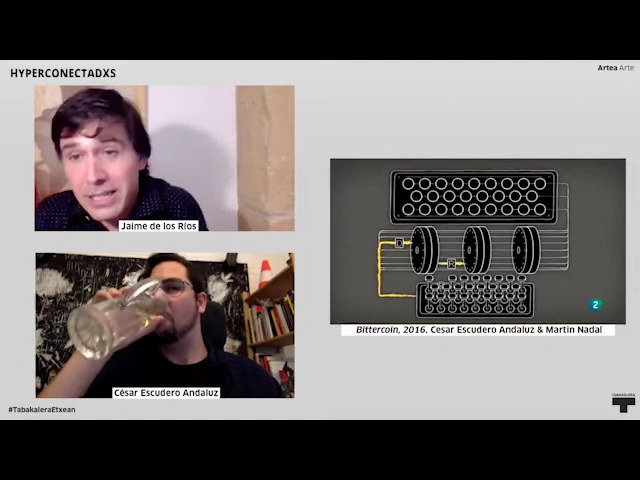 HYPERCONECTADXS
Artea Arte
Jaime de los Ríos
César Escudero Andaluz
2
Bittercoin, 2016. Cesar Escudero Andaluz & Martin Nadal
#TabakaleraEtxean
TABAKALERA